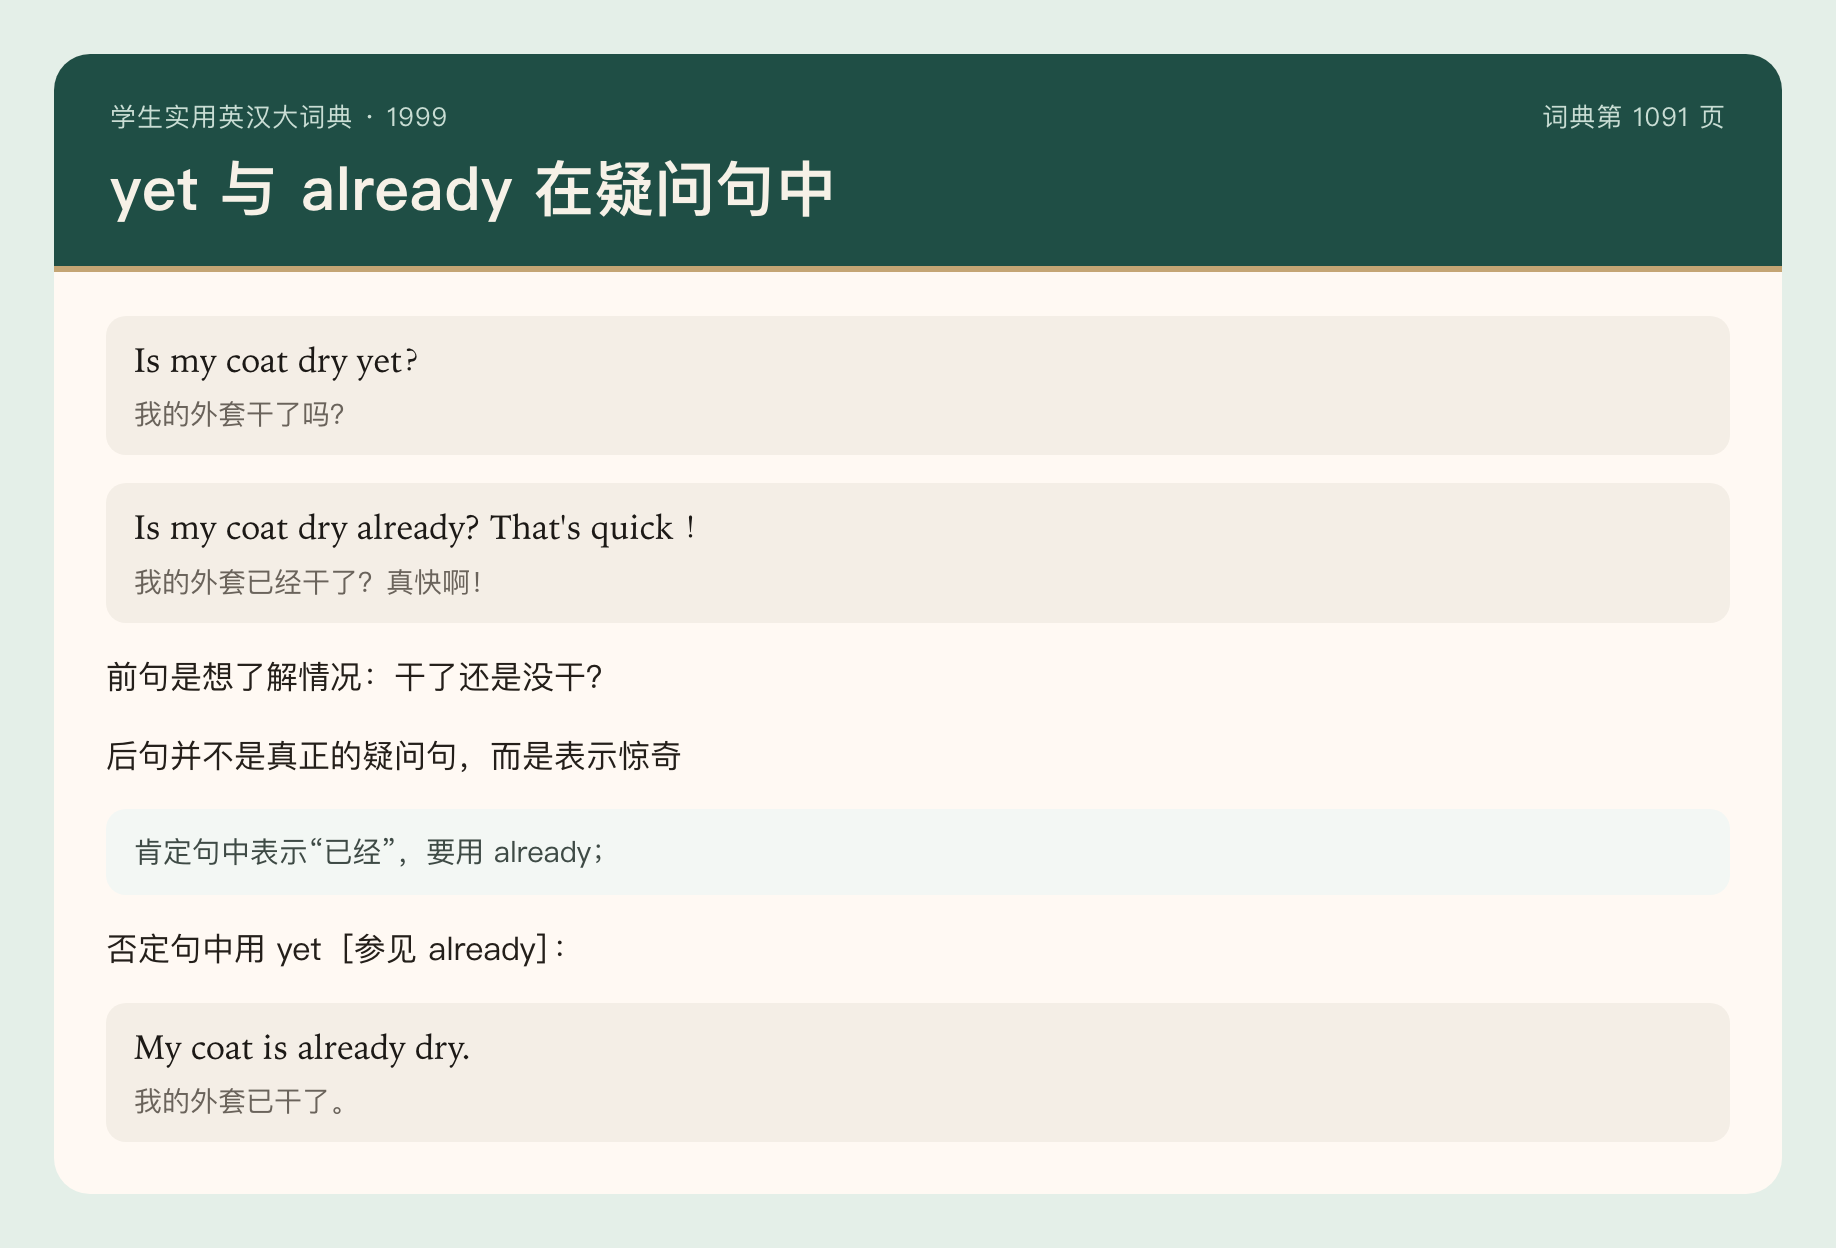 学生实用英汉大词典 · 1999
词典第 1091 页
yet 与 already 在疑问句中
Is my coat dry yet?
我的外套干了吗？
Is my coat dry already? That's quick！
我的外套已经干了？真快啊！
前句是想了解情况：干了还是没干？
后句并不是真正的疑问句，而是表示惊奇
肯定句中表示“已经”，要用 already；
否定句中用 yet［参见 already］：
My coat is already dry.
我的外套已干了。